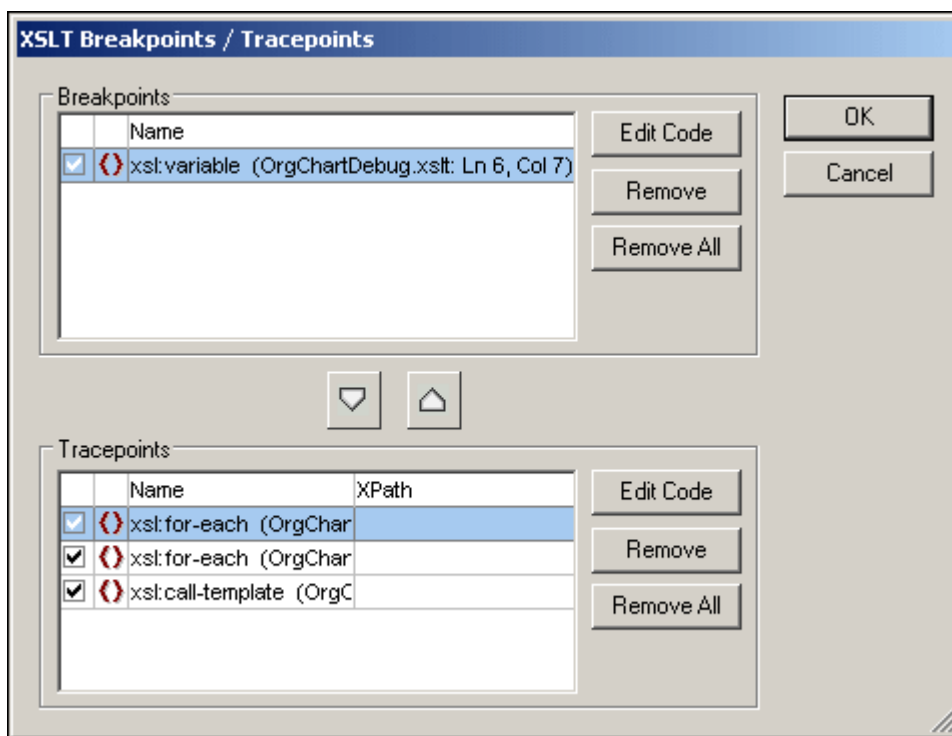 XSLT Breakpoints / Tracepoints
Breakpoints
Name
xsl:variable (OrgChartDebug.xslt: Ln 6, Col 7)
Edit Code
Remove
Remove All
OK
Cancel
Tracepoints
Name XPath
xsl:for-each (OrgChar
xsl:for-each (OrgChar
xsl:call-template (OrgC
Edit Code
Remove
Remove All